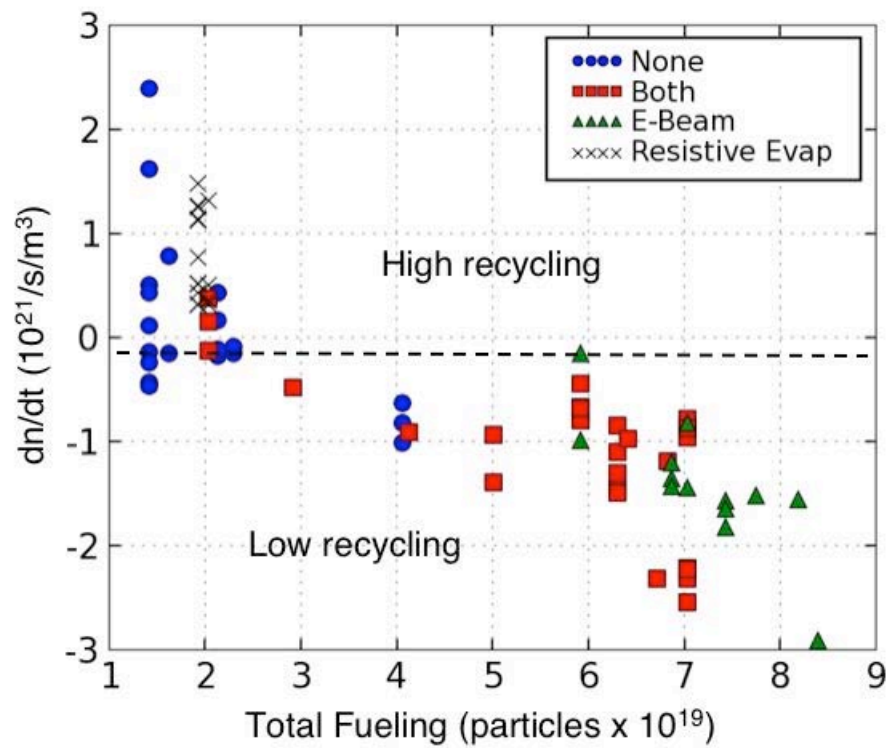 3
2
1
0
-1
-2
-3
dn/dt (10²¹/s/m³)
None
Both
E-Beam
Resistive Evap
High recycling
Low recycling
1 2 3 4 5 6 7 8 9
Total Fueling (particles x 10¹⁹)